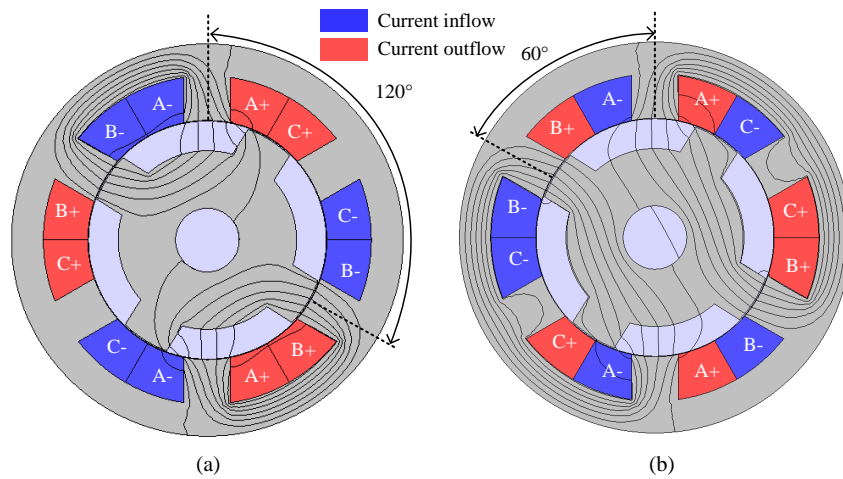 Current inflow
Current outflow
120°
60°
A-
A+
B-
C+
B+
C-
C+
B-
C-
B+
A-
A+
(a)
A-
A+
B+
C-
B-
C+
C-
B+
C+
B-
A-
A+
(b)